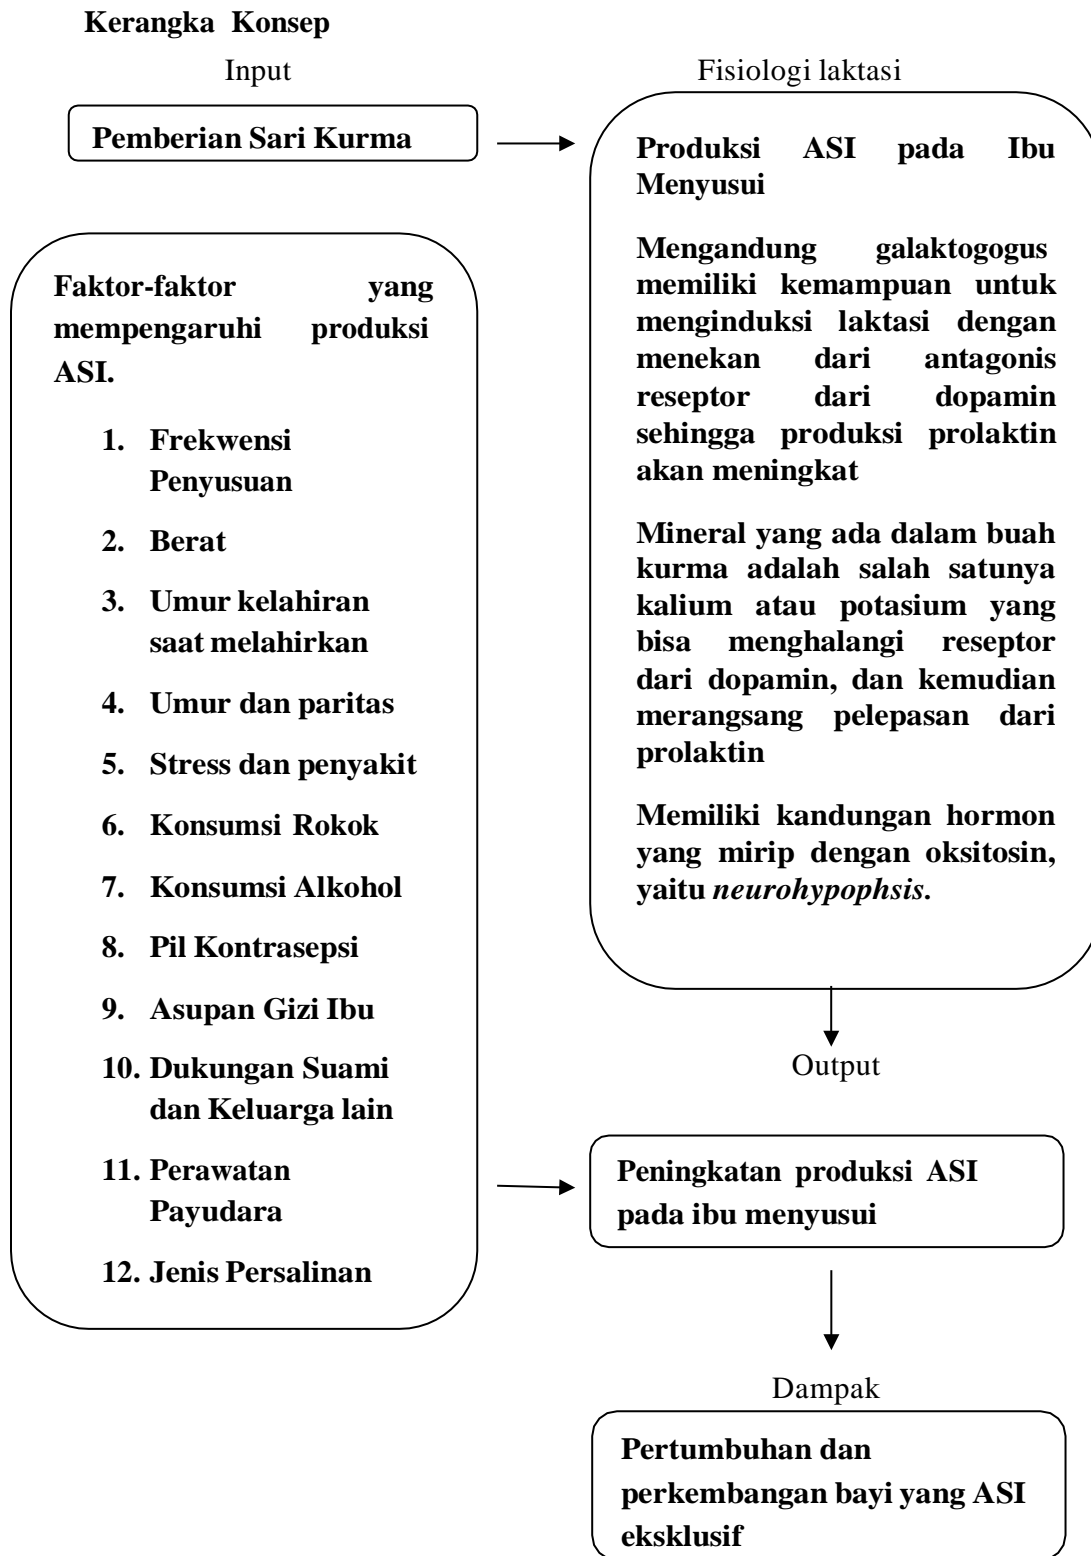 Kerangka Konsep
Input
Pemberian Sari Kurma
Faktor-faktor yang
mempengaruhi produksi
ASI.
1. Frekwensi
Penyusuan
2. Berat
3. Umur kelahiran
saat melahirkan
4. Umur dan paritas
5. Stress dan penyakit
6. Konsumsi Rokok
7. Konsumsi Alkohol
8. Pil Kontrasepsi
9. Asupan Gizi Ibu
10. Dukungan Suami
dan Keluarga lain
11. Perawatan
Payudara
12. Jenis Persalinan
Fisiologi laktasi
Produksi ASI pada Ibu
Menyusui
Mengandung galaktogogus
memiliki kemampuan untuk
menginduksi laktasi dengan
menekan dari antagonis
reseptor dari dopamin
sehingga produksi prolaktin
akan meningkat
Mineral yang ada dalam buah
kurma adalah salah satunya
kalium atau potasium yang
bisa menghalangi reseptor
dari dopamin, dan kemudian
merangsang pelepasan dari
prolaktin
Memiliki kandungan hormon
yang mirip dengan oksitosin,
yaitu neurohypophsis.
Output
Peningkatan produksi ASI
pada ibu menyusui
Dampak
Pertumbuhan dan
perkembangan bayi yang ASI
eksklusif